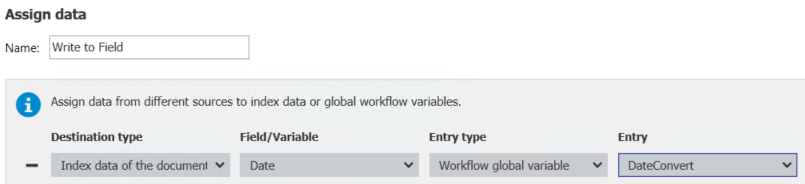 Assign data
Name: Write to Field
Assign data from different sources to index data or global workflow variables.
Destination type Field/Variable Entry type Entry
Index data of the document Date Workflow global variable DateConvert